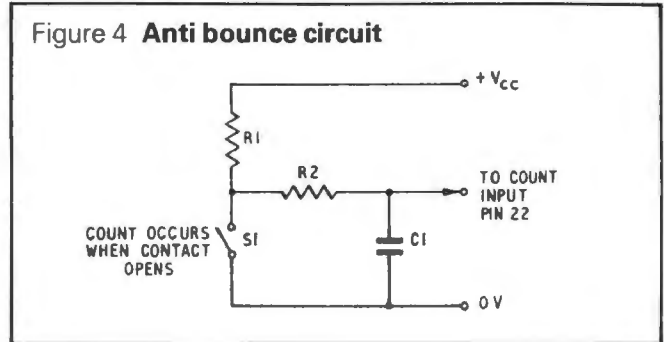 Figure 4 Anti bounce circuit
+ Vcc
R1
R2
TO COUNT
INPUT
PIN 22
COUNT OCCURS
WHEN CONTACT
OPENS
S1
C1
0 V